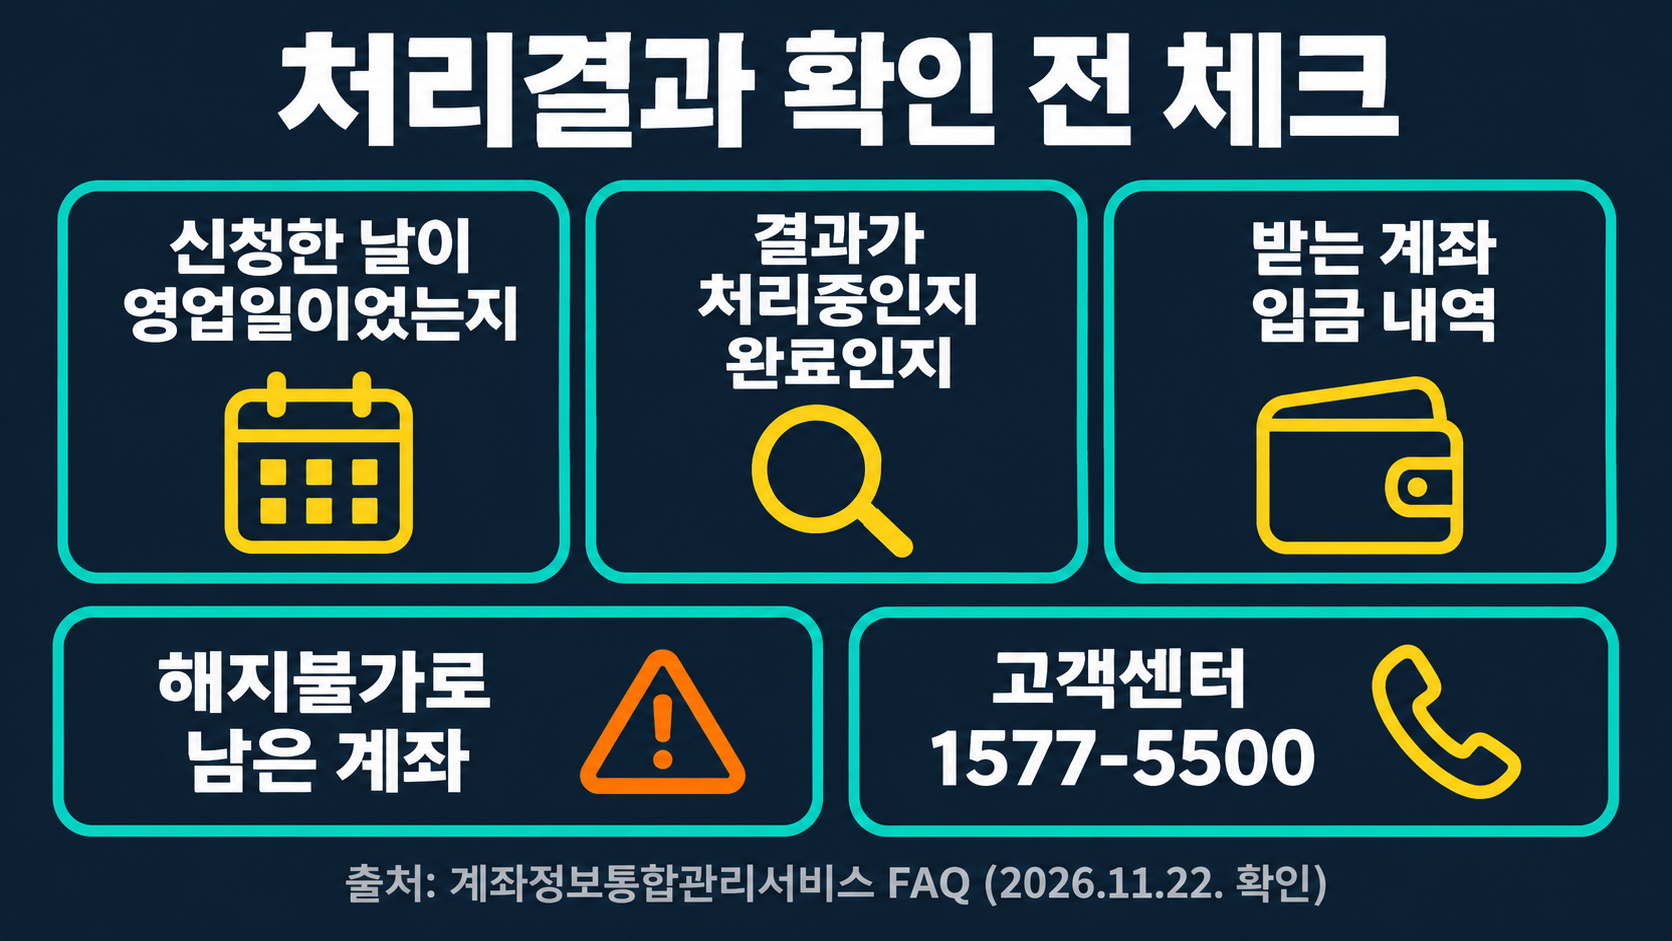 처리결과 확인 전 체크
신청한 날이
영업일이었는지
결과가
처리중인지
완료인지
받는 계좌
입금 내역
해지불가로
남은 계좌
고객센터
1577-5500
출처: 계좌정보통합관리서비스 FAQ (2026.11.22. 확인)